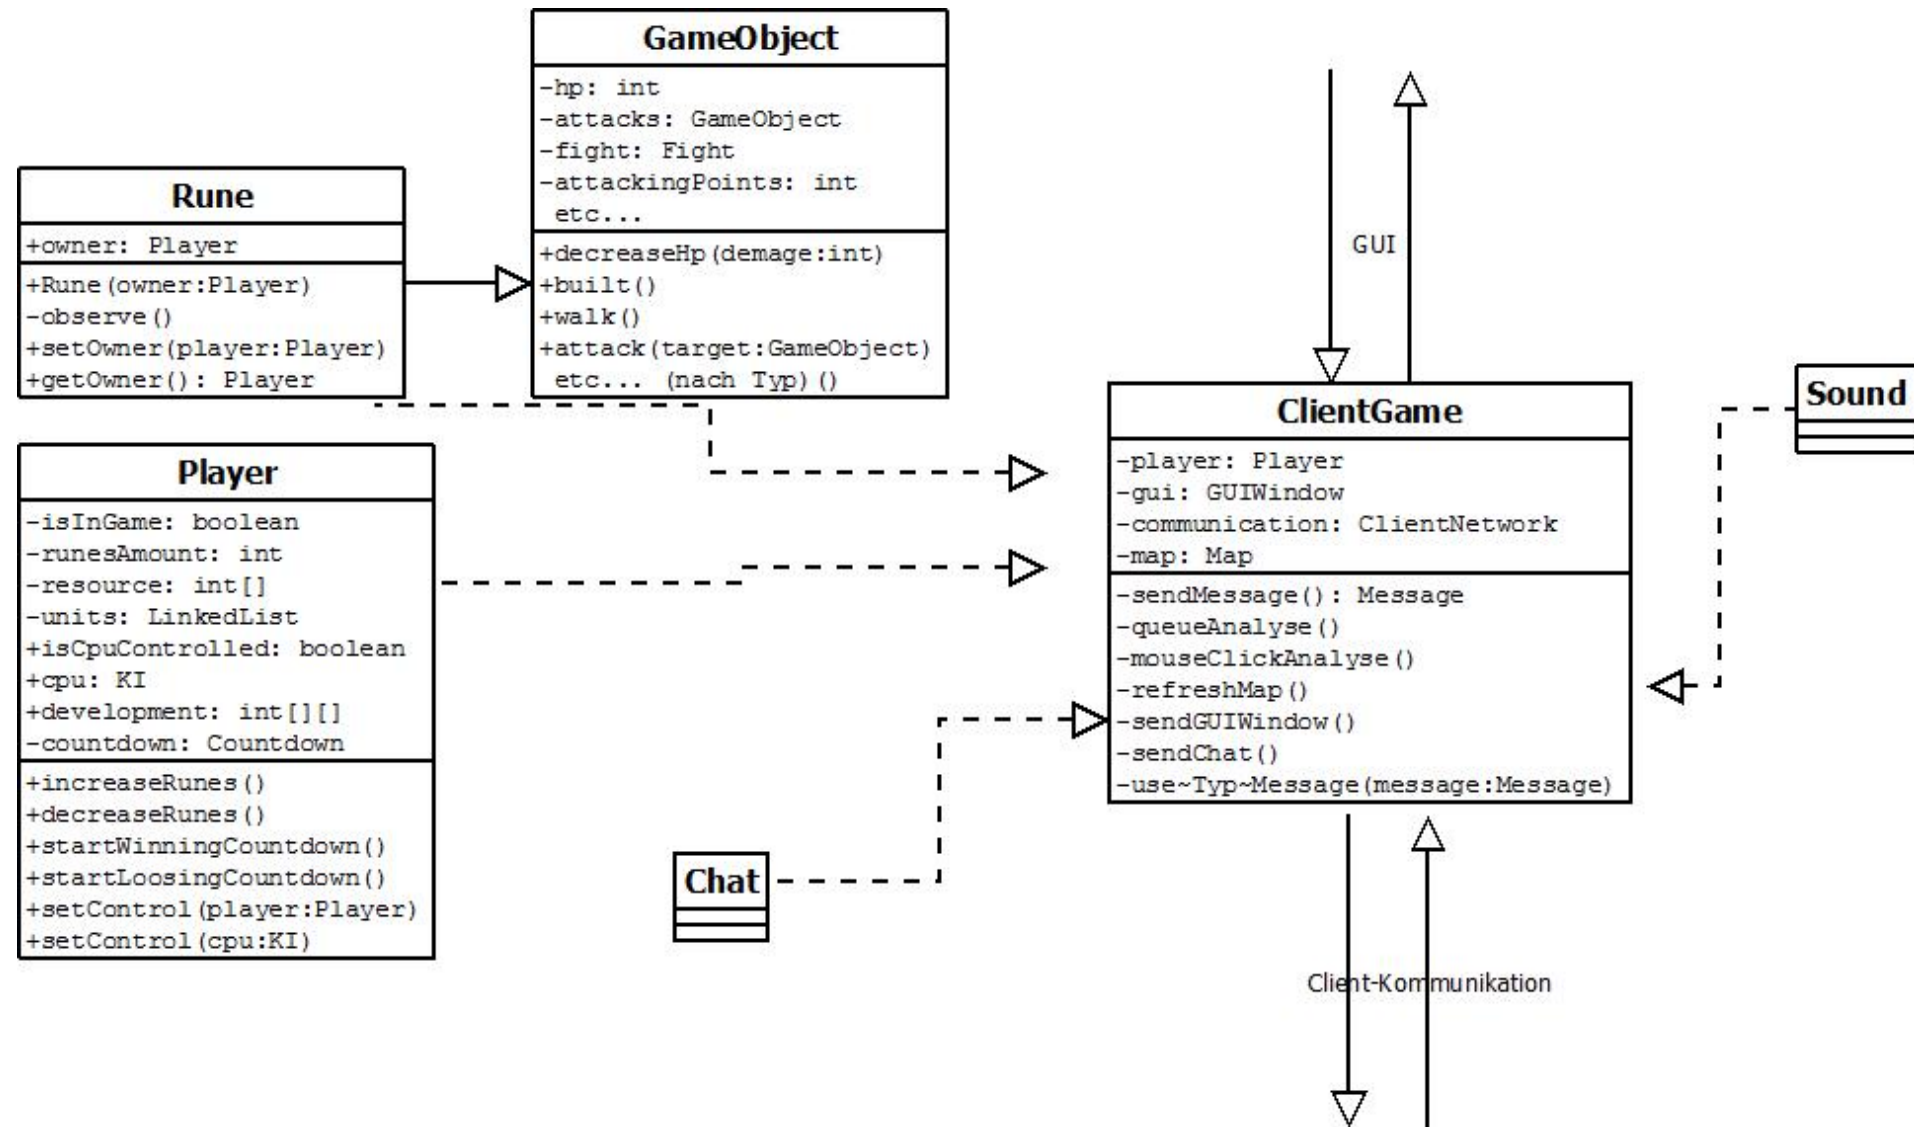 GameObject
-hp: int
-attacks: GameObject
-fight: Fight
-attackingPoints: int
etc...
+decreaseHp(demage:int)
+built()
+walk()
+attack(target:GameObject)
etc... (nach Typ)()
Rune
+owner: Player
+Rune(owner:Player)
-observe()
+setOwner(player:Player)
+getOwner(): Player
GUI
Player
-isInGame: boolean
-runesAmount: int
-resource: int[]
-units: LinkedList
+isCpuControlled: boolean
+cpu: KI
+development: int[][]
-countdown: Countdown
+increaseRunes()
+decreaseRunes()
+startWinningCountdown()
+startLoosingCountdown()
+setControl(player:Player)
+setControl(cpu:KI)
ClientGame
-player: Player
-gui: GUIWindow
-communication: ClientNetwork
-map: Map
-sendMessage(): Message
-queueAnalyse()
-mouseClickAnalyse()
-refreshMap()
-sendGUIWindow()
-sendChat()
-use~Typ~Message(message:Message)
Sound
Chat
Client-Kommunikation